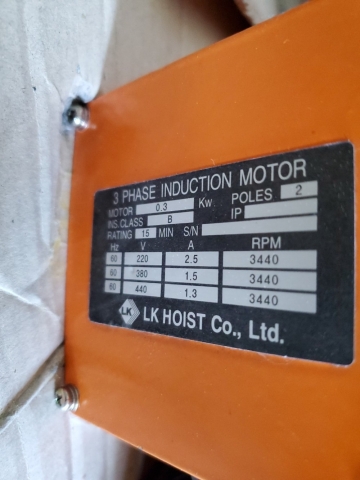 3 PHASE INDUCTION MOTOR
MOTOR 0.3 Kw POLES 2
INS.CLASS B IP
RATING 15 MIN S/N
Hz V A RPM
60 220 2.5 3440
60 380 1.5 3440
60 440 1.3 3440
LK LK HOIST Co., Ltd.